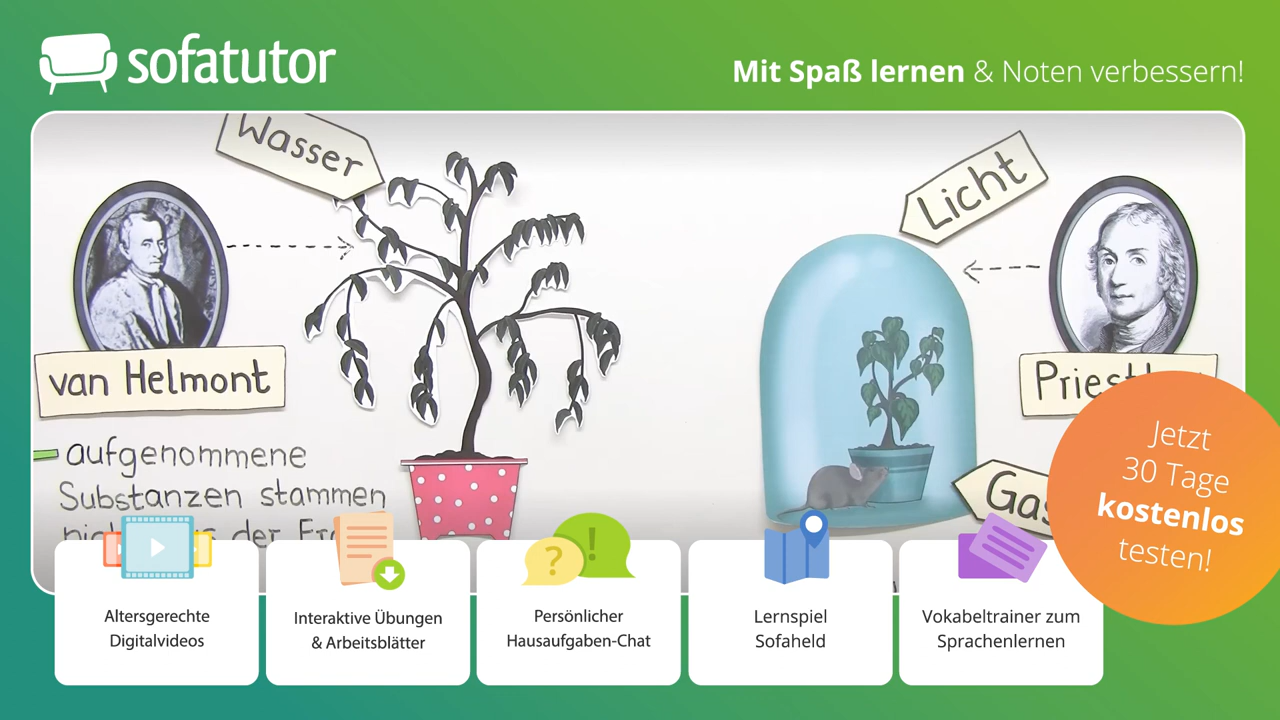 sofatutor
Mit Spaß lernen & Noten verbessern!
Wasser
Licht
van Helmont
aufgenommene
Substanzen stammen
der
Jetzt
30 Tage
kostenlos
testen!
Altersgerechte
Digitalvideos
Interaktive Übungen
& Arbeitsblätter
?
!
Persönlicher
Hausaufgaben-Chat
Lernspiel
Sofaheld
Vokabeltrainer zum
Sprachenlernen